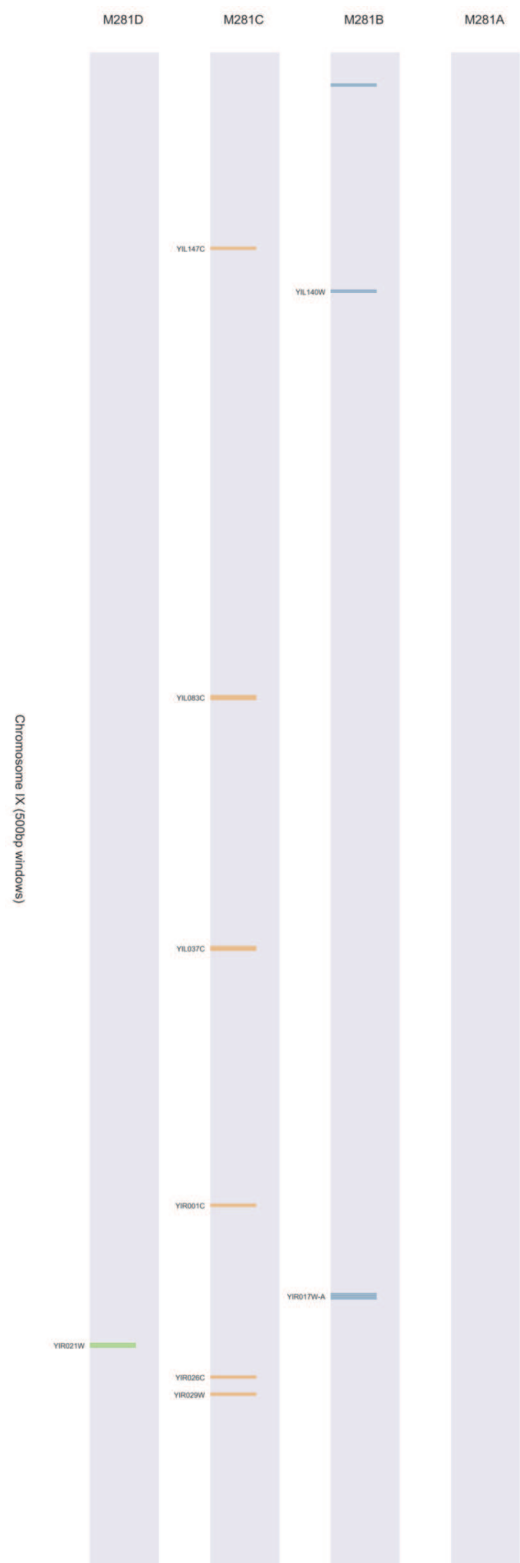 M281D M281C M281B M281A
YIL147C
YIL140W
YIL083C
Chromosome IX (500bp windows)
YIL037C
YIR001C
YIR017W-A
YIR021W
YIR026C
YIR029W